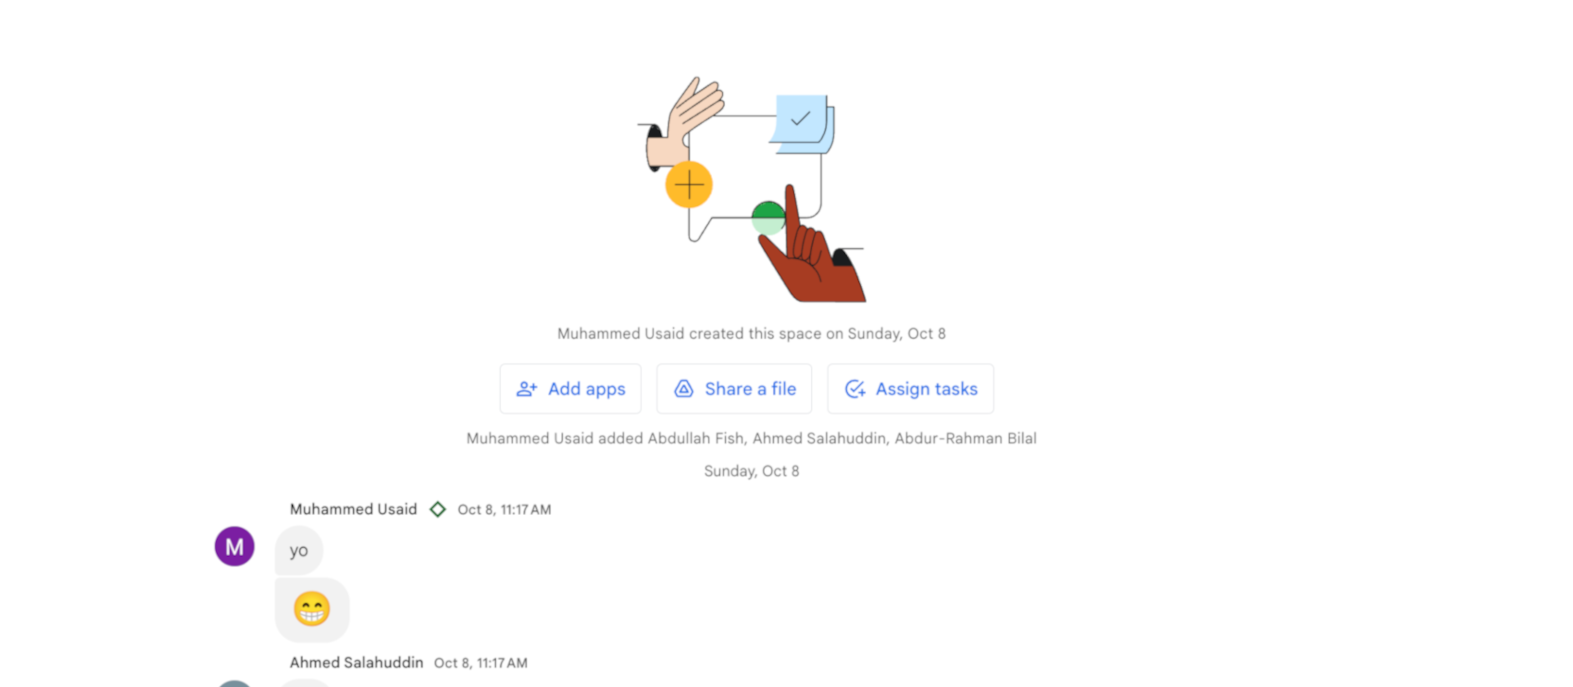 Muhammed Usaid created this space on Sunday, Oct 8
Add apps
Share a file
Assign tasks
Muhammed Usaid added Abdullah Fish, Ahmed Salahuddin, Abdur-Rahman Bilal
Sunday, Oct 8
Muhammed Usaid Oct 8, 11:17 AM
M
yo
Ahmed Salahuddin Oct 8, 11:17 AM